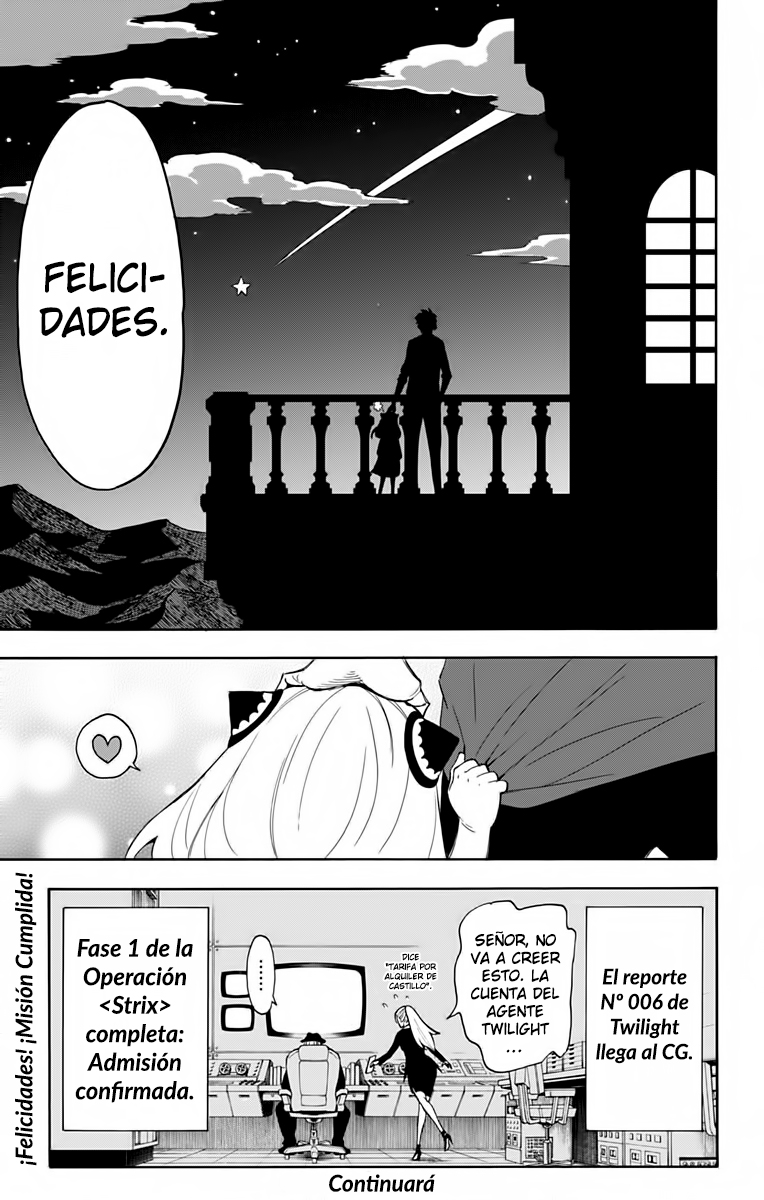 FELICI-
DADES.
El reporte
Nº 006 de
Twilight
llega al CG.
SEÑOR, NO
VA A CREER
ESTO. LA
CUENTA DEL
AGENTE
TWILIGHT
...
DICE
"TARIFA POR
ALQUILER DE
CASTILLO".
.....
Fase 1 de la
Operación
<Strix>
completa:
Admisión
confirmada.
¡Felicidades! ¡Misión Cumplida!
Continuará